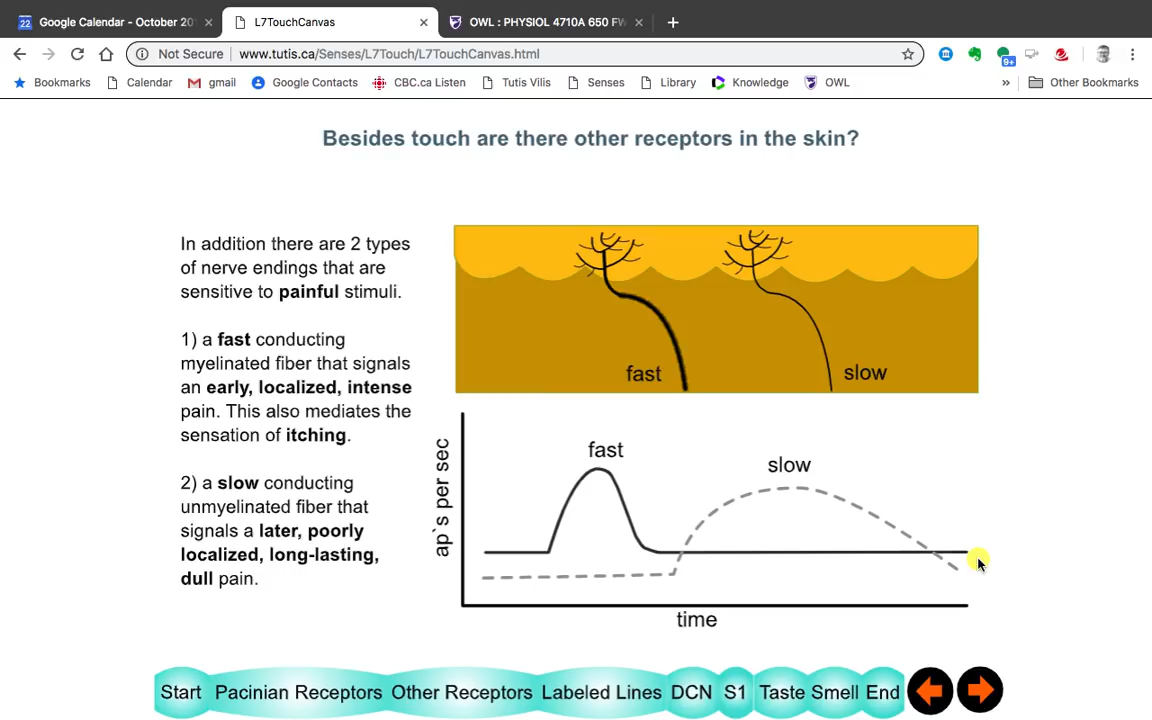 Google Calendar - October 20
L7TouchCanvas
OWL : PHYSIOL 4710A 650 FW
Not Secure
www.tutis.ca/Senses/L7Touch/L7TouchCanvas.html
9+
Bookmarks
Calendar
gmail
Google Contacts
CBC.ca Listen
Tutis Vilis
Senses
Library
Knowledge
OWL
»
Other Bookmarks
Besides touch are there other receptors in the skin?
In addition there are 2 types
of nerve endings that are
sensitive to painful stimuli.
1) a fast conducting
myelinated fiber that signals
an early, localized, intense
pain. This also mediates the
sensation of itching.
2) a slow conducting
unmyelinated fiber that
signals a later, poorly
localized, long-lasting,
dull pain.
fast
slow
ap`s per sec
fast
slow
time
Start
Pacinian Receptors
Other Receptors
Labeled Lines
DCN
S1
Taste
Smell
End